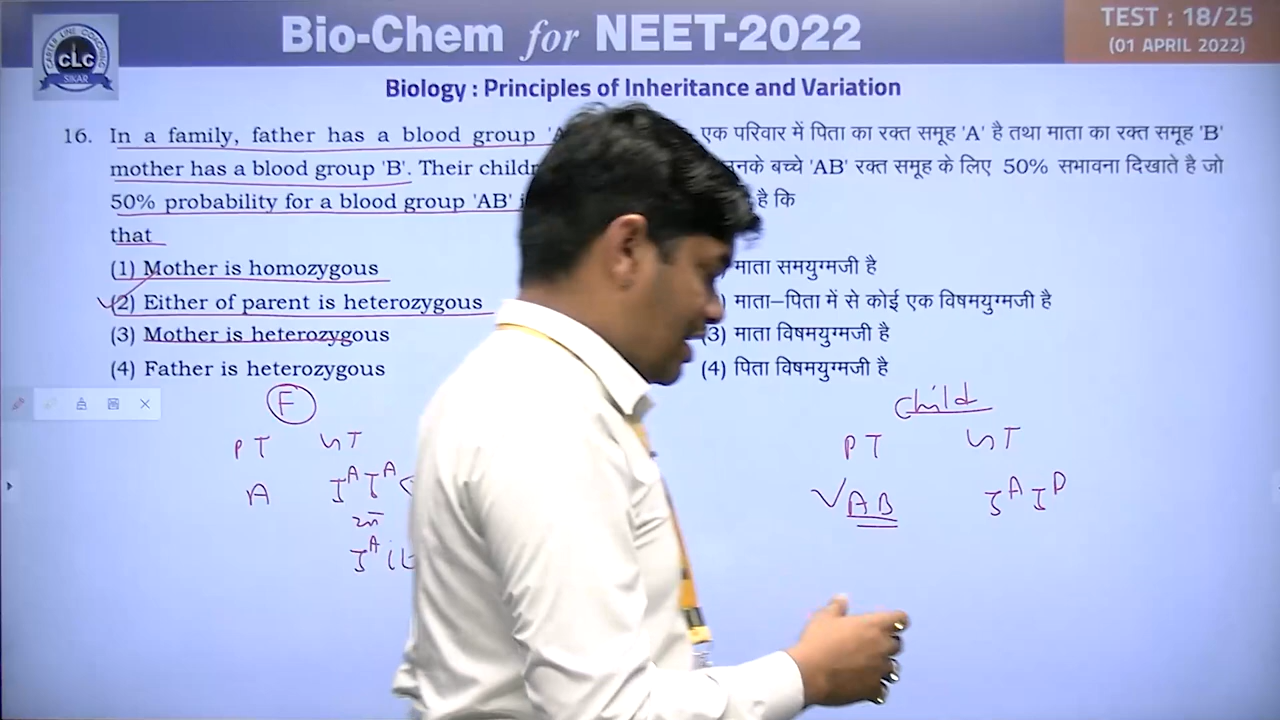 CAREER LINE COACHING
CLC
SIKAR
Bio-Chem for NEET-2022
TEST : 18/25
(01 APRIL 2022)
Biology : Principles of Inheritance and Variation
16. In a family, father has a blood group
mother has a blood group 'B'. Their
50% probability for a blood group 'AB'
that
(1) Mother is homozygous
(2) Either of parent is heterozygous
(3) Mother is heterozygous
(4) Father is heterozygous
एक परिवार में पिता का रक्त समूह 'A' है तथा माता का रक्त समूह 'B'
बच्चे 'AB' रक्त समूह के लिए 50% सभावना दिखाते है जो
है कि
माता समयुग्मजी है
माता–पिता में से कोई एक विषमयुग्मजी है
(3) माता विषमयुग्मजी है
(4) पिता विषमयुग्मजी है
F
PT
A
I^A I^A
I^A i
Child
PT
AB